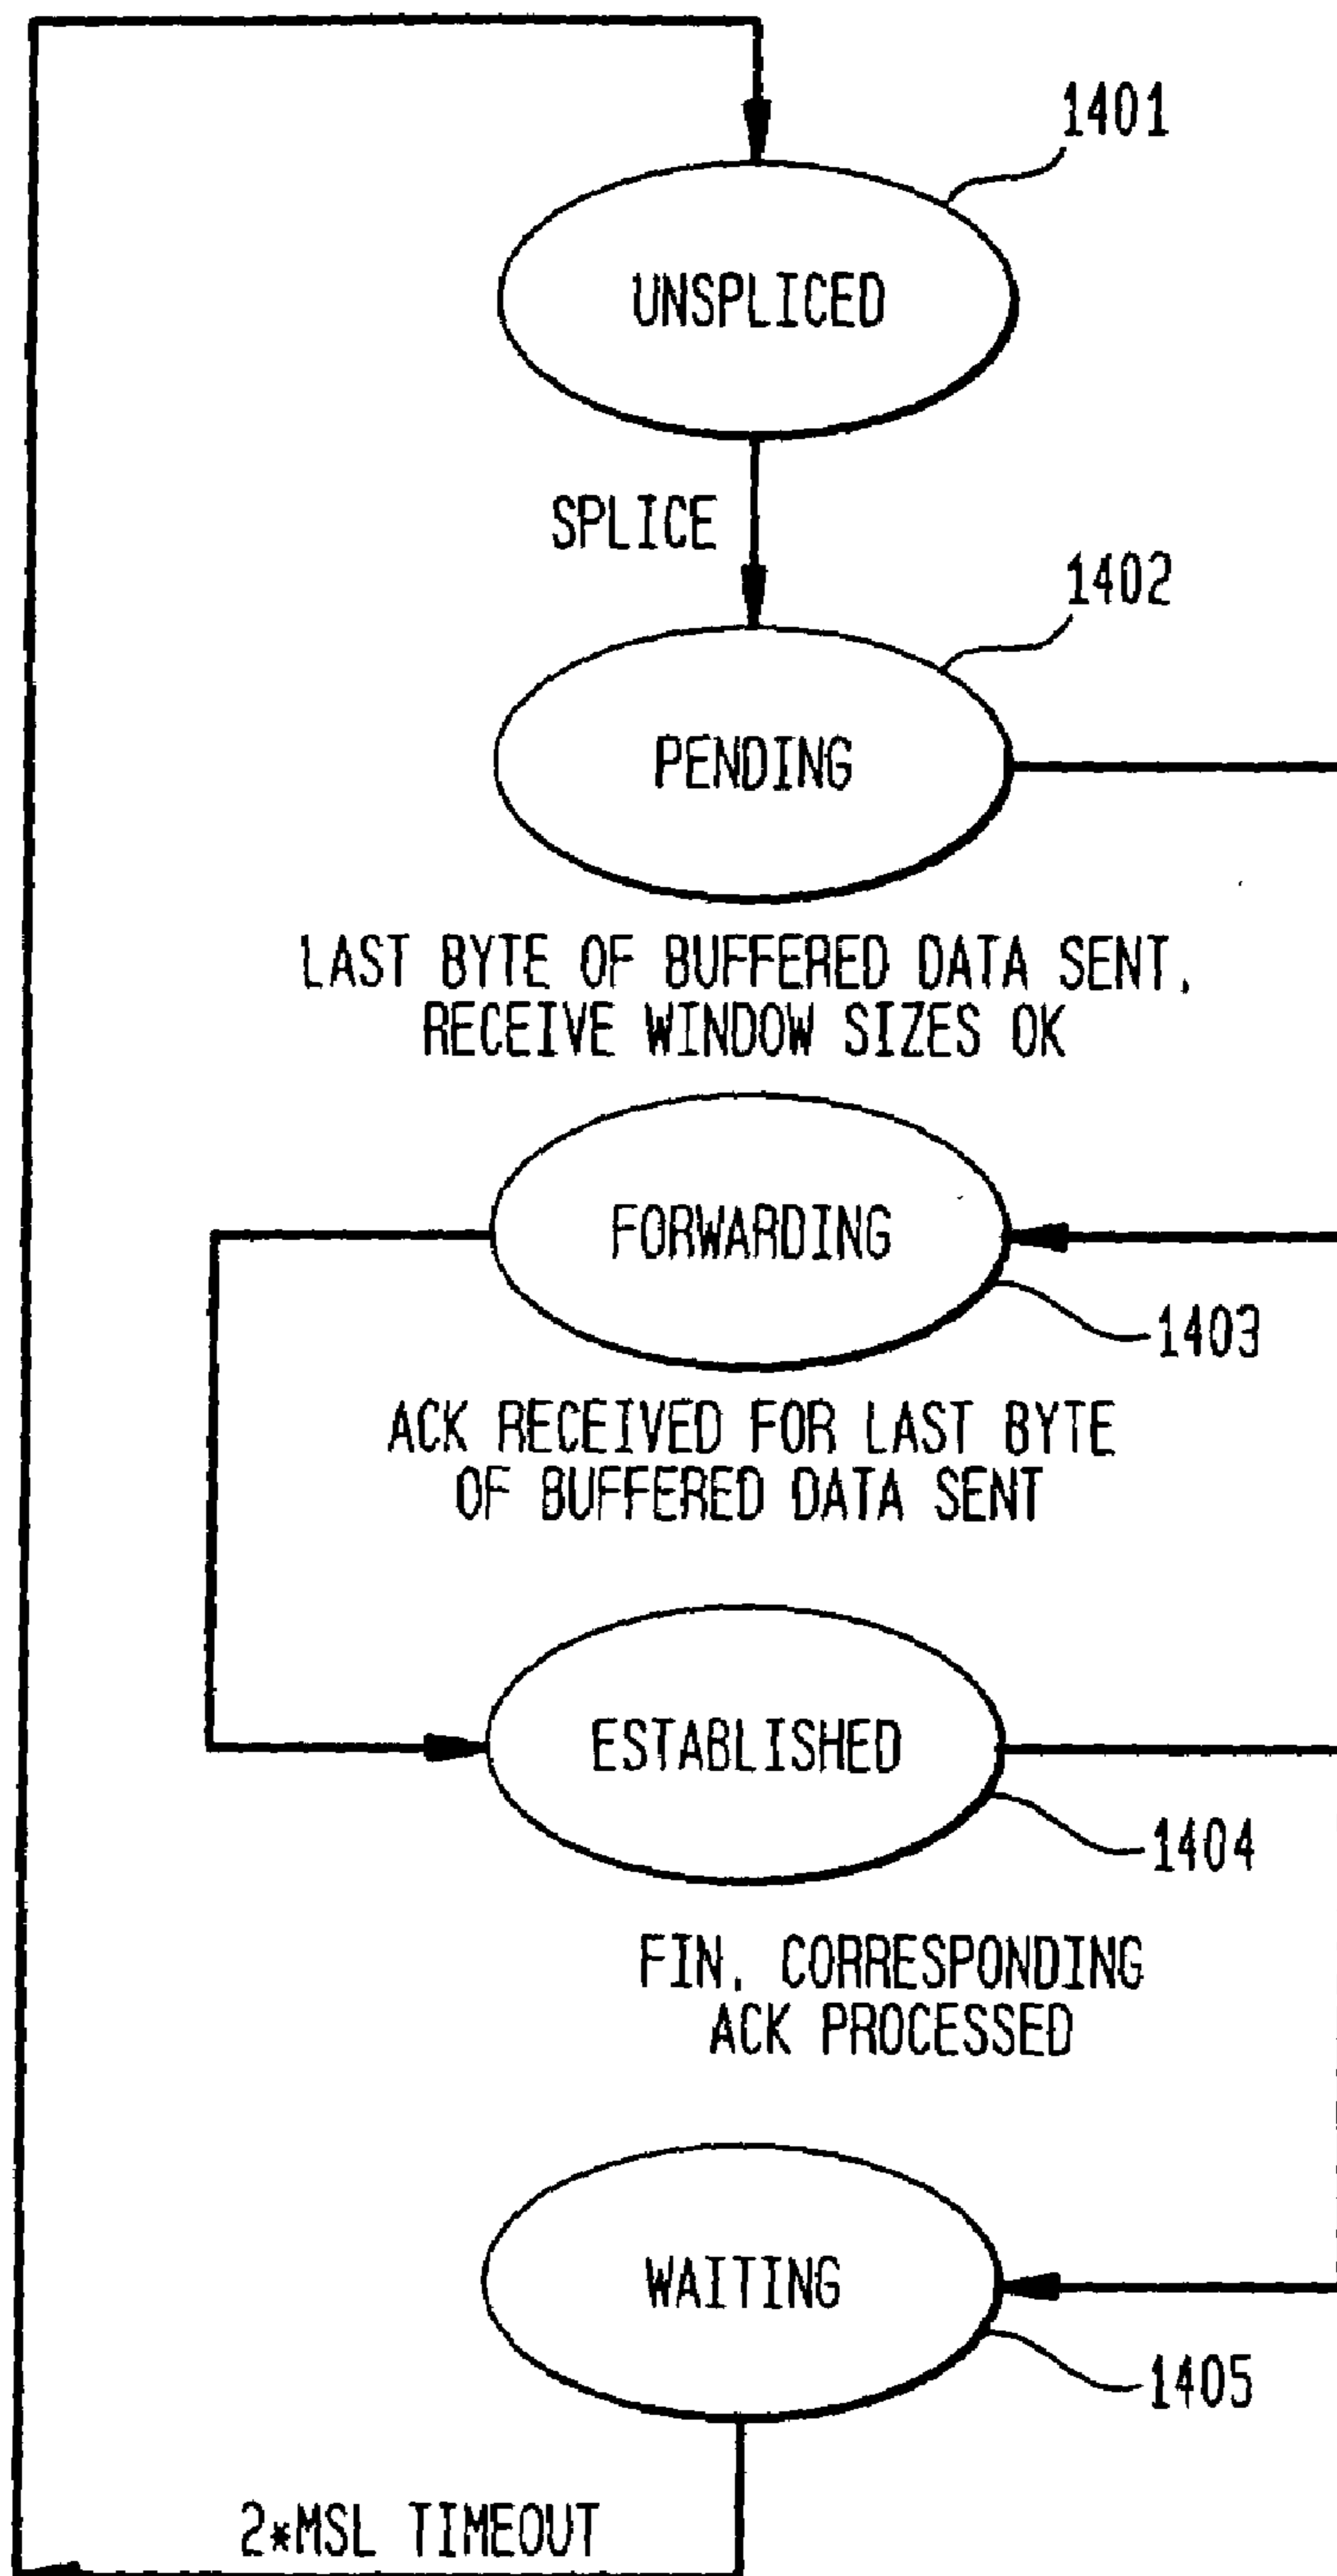 1401
UNSPLICED
SPLICE
1402
PENDING
LAST BYTE OF BUFFERED DATA SENT,
RECEIVE WINDOW SIZES OK
FORWARDING
1403
ACK RECEIVED FOR LAST BYTE
OF BUFFERED DATA SENT
ESTABLISHED
1404
FIN, CORRESPONDING
ACK PROCESSED
WAITING
1405
2*MSL TIMEOUT